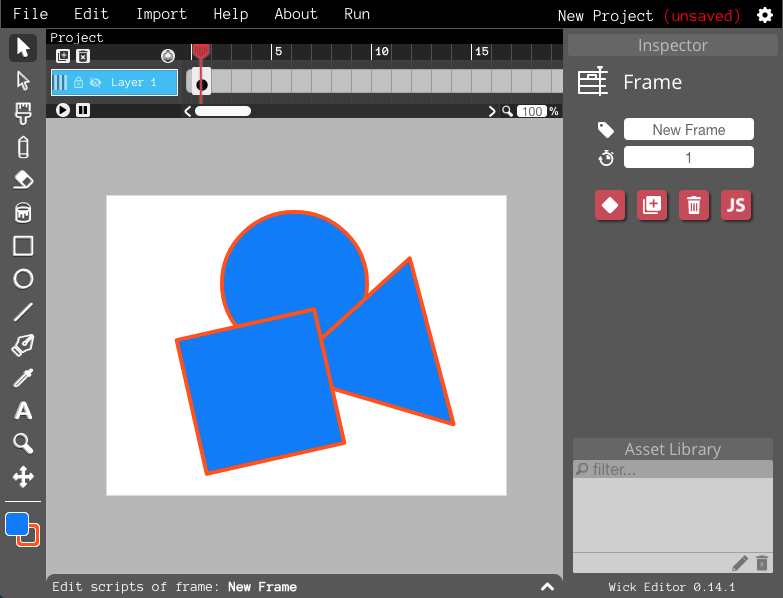 File Edit Import Help About Run New Project (unsaved)
Project
5 10 15
Layer 1
100 %
Inspector
Frame
New Frame
1
JS
A
Asset Library
filter...
Edit scripts of frame: New Frame
Wick Editor 0.14.1